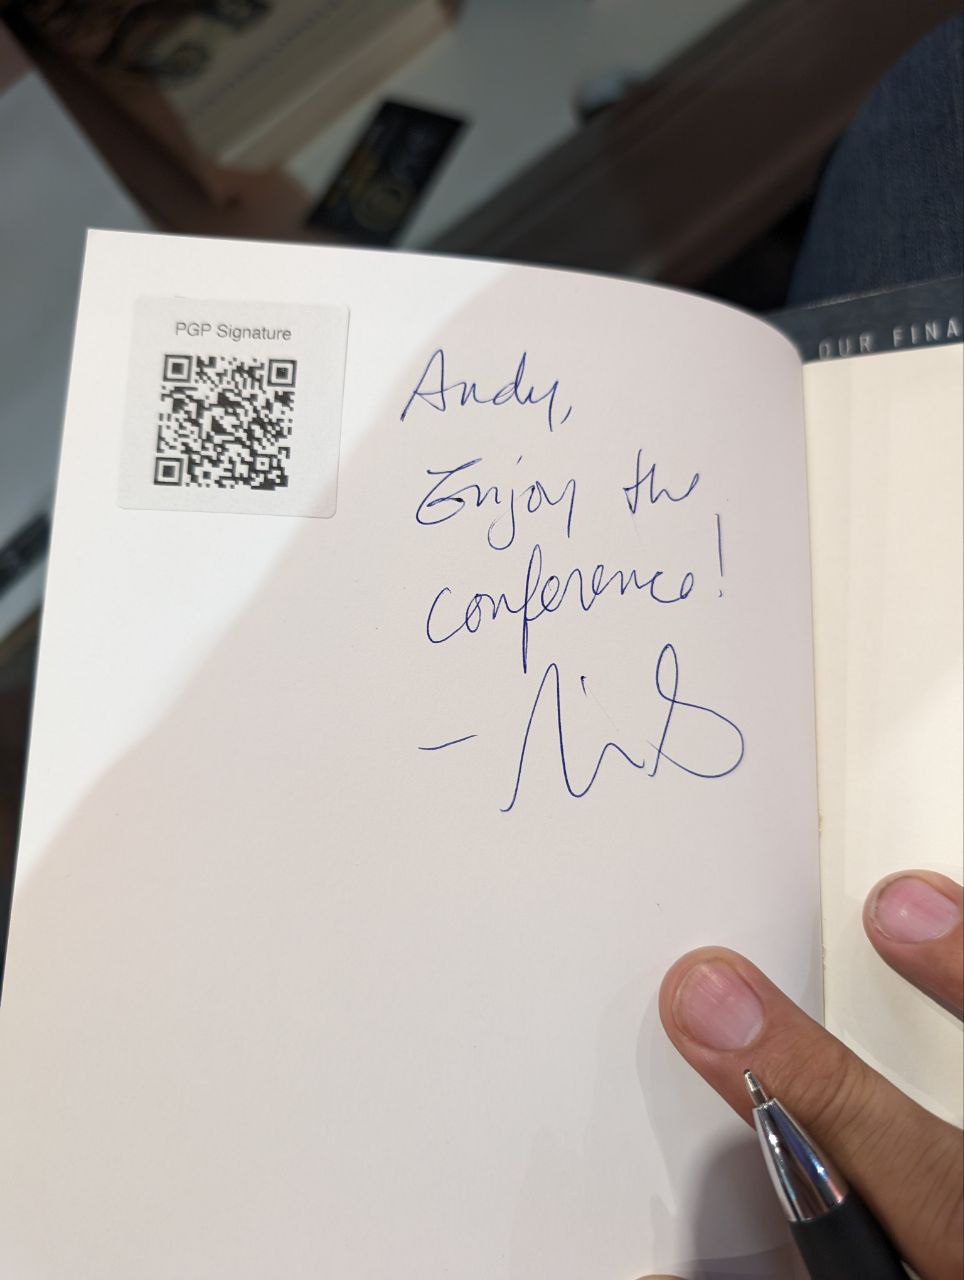 PGP Signature
Andy,
Enjoy the
conference!
OUR FINA